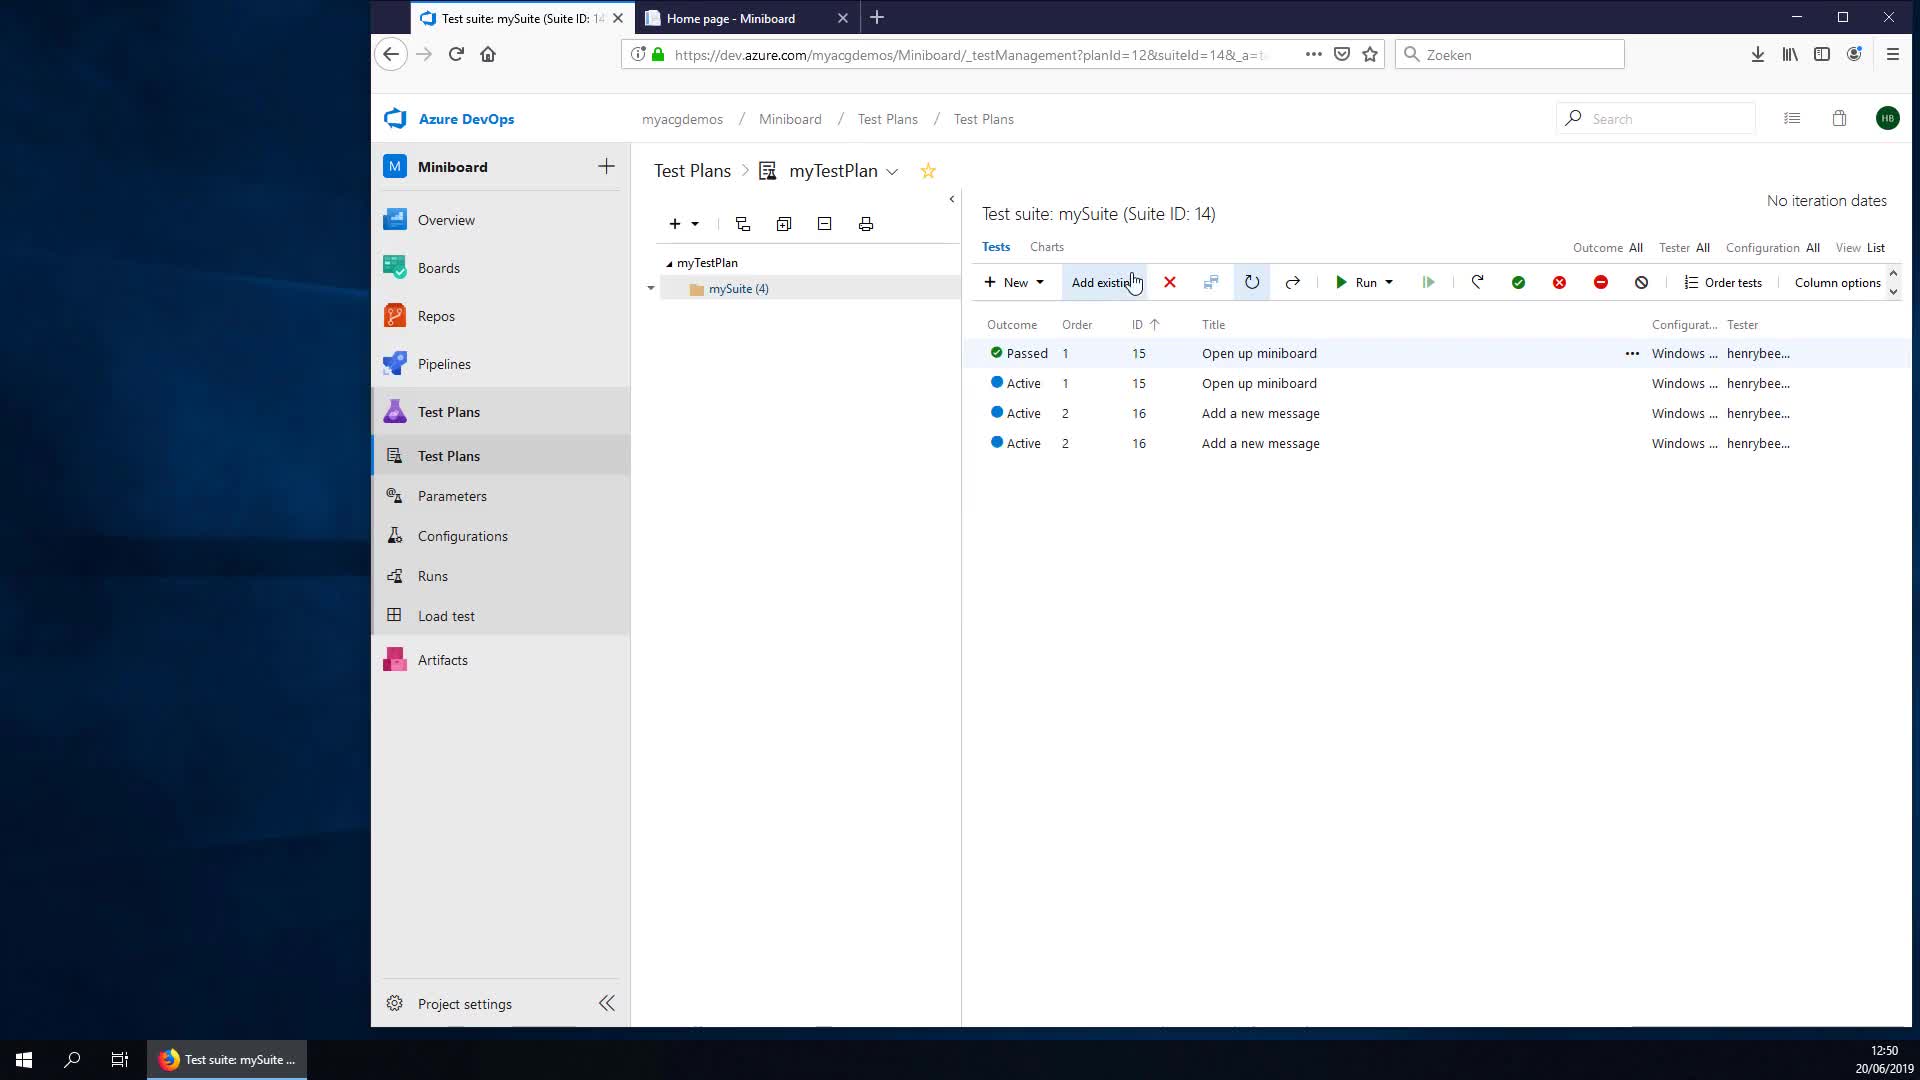 Test suite: mySuite (Suite ID: 14
Home page - Miniboard
https://dev.azure.com/myacgdemos/Miniboard/_testManagement?planId=12&suiteId=14&_a=t
Zoeken
Azure DevOps
myacgdemos / Miniboard / Test Plans / Test Plans
Search
HB
M Miniboard
Overview
Boards
Repos
Pipelines
Test Plans
Test Plans
Parameters
Configurations
Runs
Load test
Artifacts
Project settings
Test Plans > myTestPlan
myTestPlan
mySuite (4)
No iteration dates
Test suite: mySuite (Suite ID: 14)
Tests Charts
Outcome All Tester All Configuration All View List
New Add existin Run Order tests Column options
Outcome Order ID Title Configurat... Tester
Passed 1 15 Open up miniboard Windows ... henrybee...
Active 1 15 Open up miniboard Windows ... henrybee...
Active 2 16 Add a new message Windows ... henrybee...
Active 2 16 Add a new message Windows ... henrybee...
Test suite: mySuite ...
12:50
20/06/2019